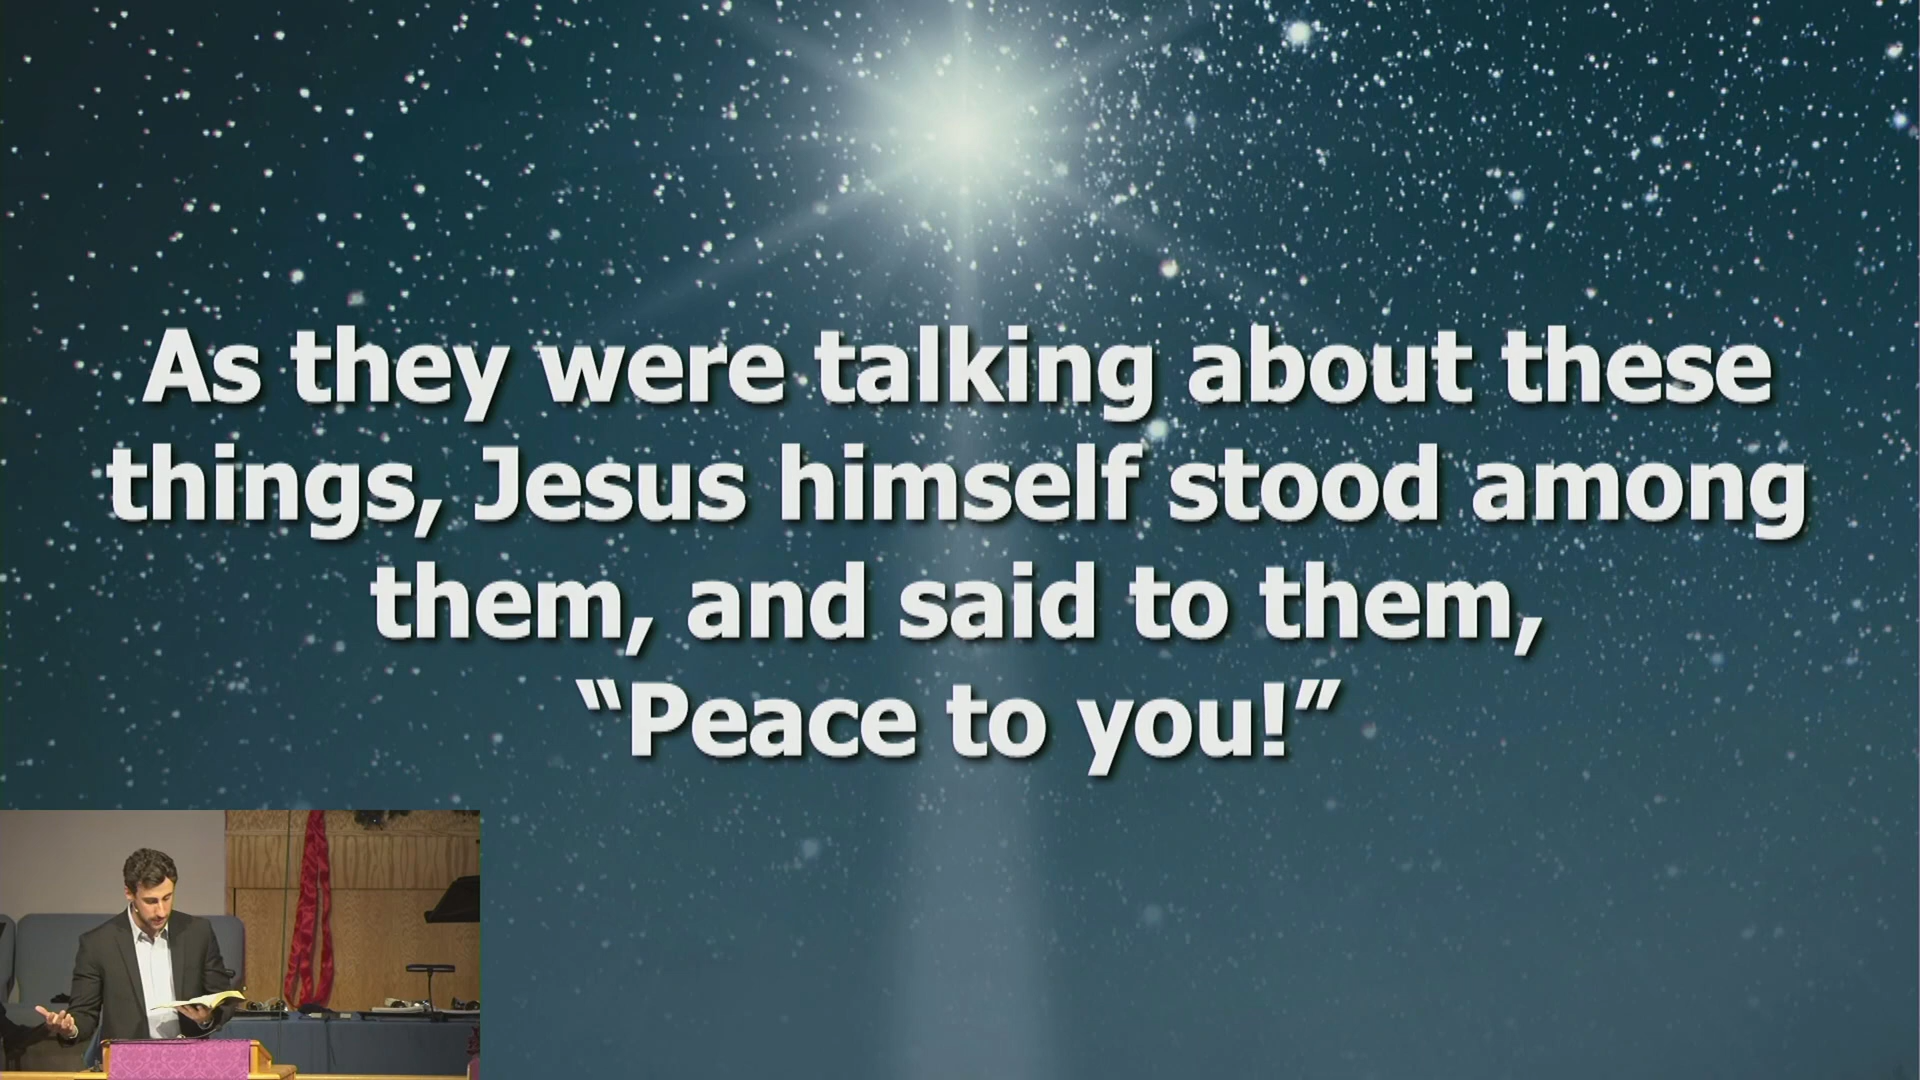 As they were talking about these
things, Jesus himself stood among
them, and said to them,
“Peace to you!”